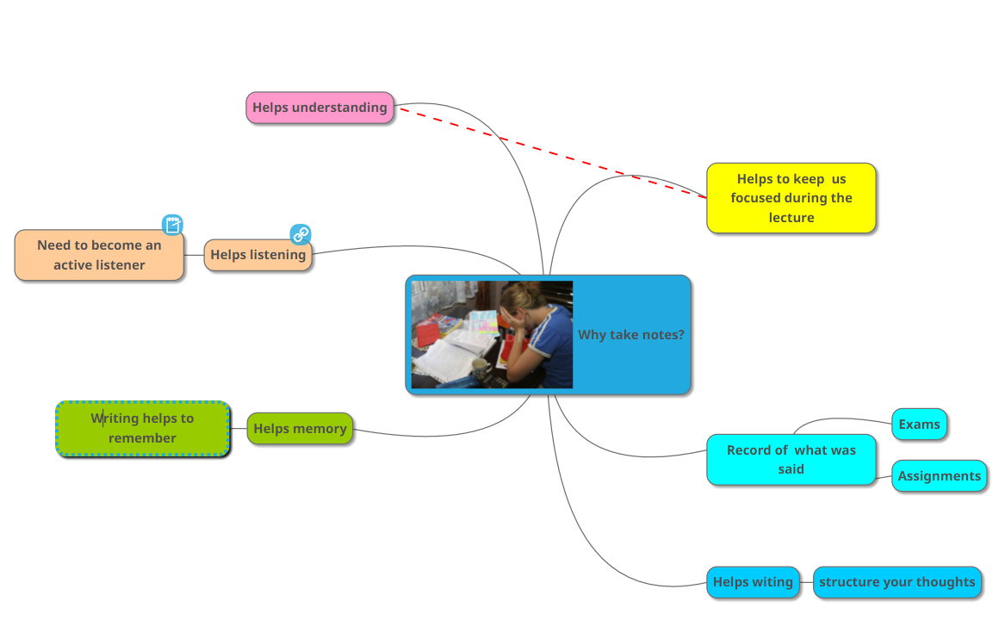 Helps understanding
Helps to keep  us
focused during the
lecture
Need to become an
active listener
Helps listening
Why take notes?
Writing helps to
remember
Helps memory
Record of  what was
said
Exams
Assignments
Helps witing
structure your thoughts